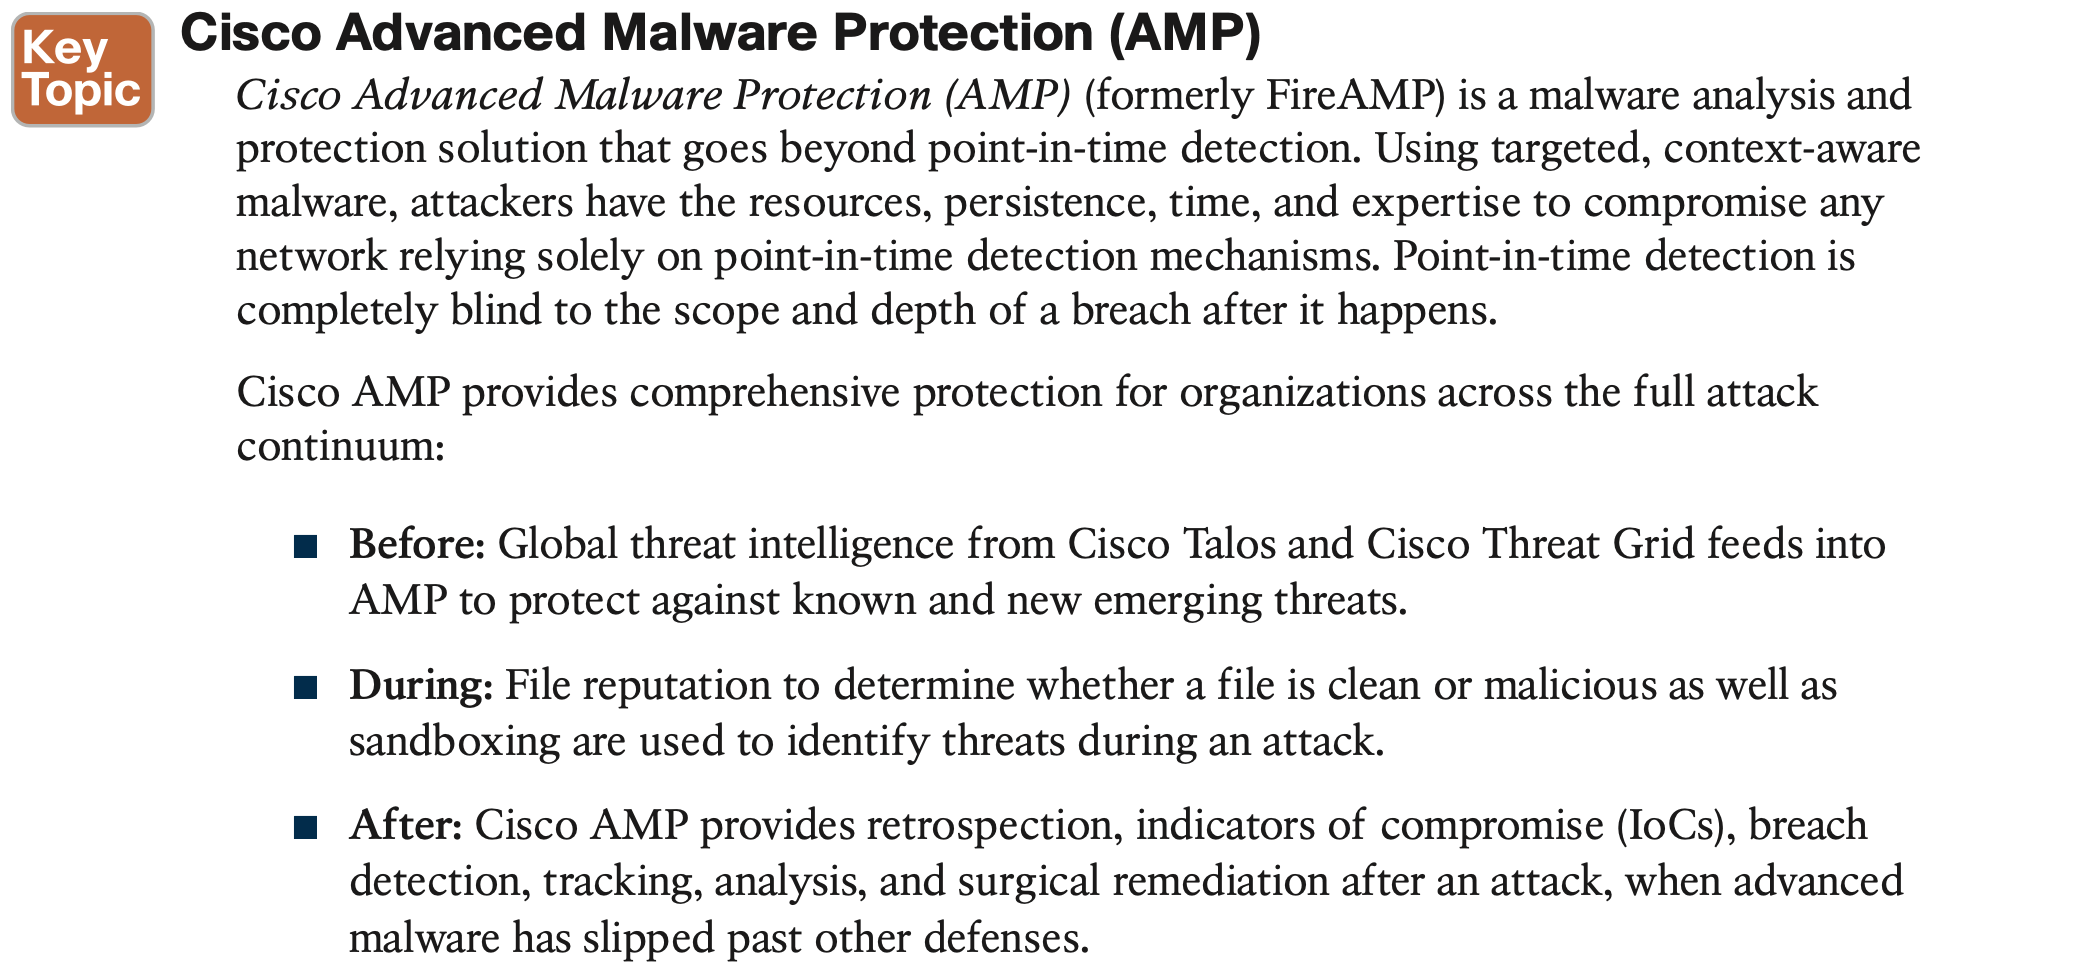 Key
Topic
Cisco Advanced Malware Protection (AMP)
Cisco Advanced Malware Protection (AMP) (formerly FireAMP) is a malware analysis and
protection solution that goes beyond point-in-time detection. Using targeted, context-aware
malware, attackers have the resources, persistence, time, and expertise to compromise any
network relying solely on point-in-time detection mechanisms. Point-in-time detection is
completely blind to the scope and depth of a breach after it happens.
Cisco AMP provides comprehensive protection for organizations across the full attack
continuum:
■ Before: Global threat intelligence from Cisco Talos and Cisco Threat Grid feeds into
AMP to protect against known and new emerging threats.
■ During: File reputation to determine whether a file is clean or malicious as well as
sandboxing are used to identify threats during an attack.
■ After: Cisco AMP provides retrospection, indicators of compromise (IoCs), breach
detection, tracking, analysis, and surgical remediation after an attack, when advanced
malware has slipped past other defenses.